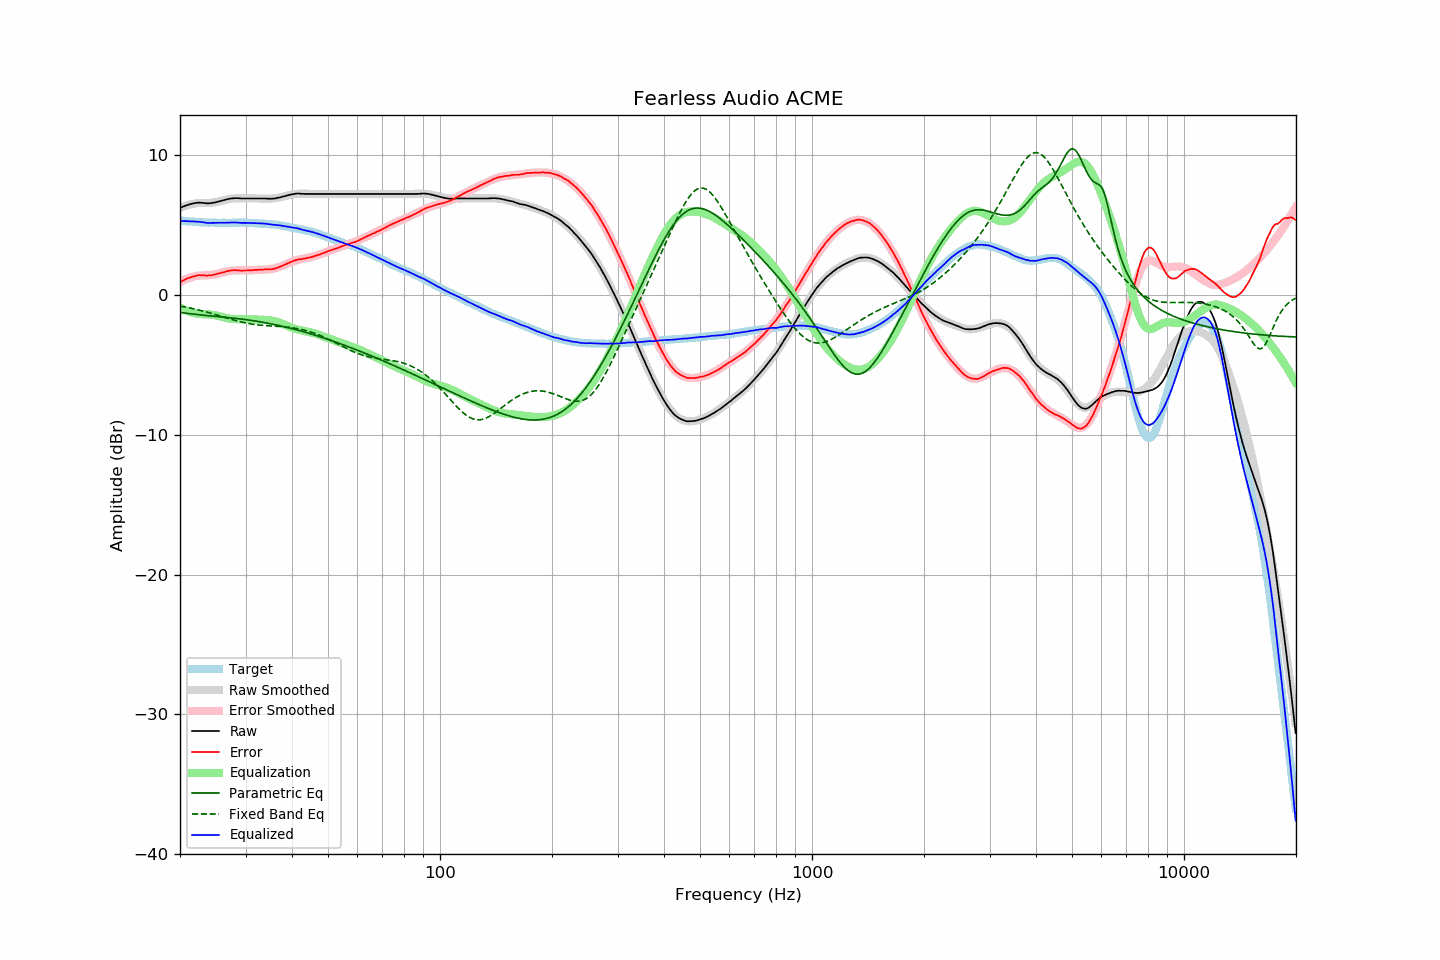 Fearless Audio ACME
10
0
−10
−20
−30
−40
Amplitude (dBr)
Target
Raw Smoothed
Error Smoothed
Raw
Error
Equalization
Parametric Eq
Fixed Band Eq
Equalized
100
1000
10000
Frequency (Hz)